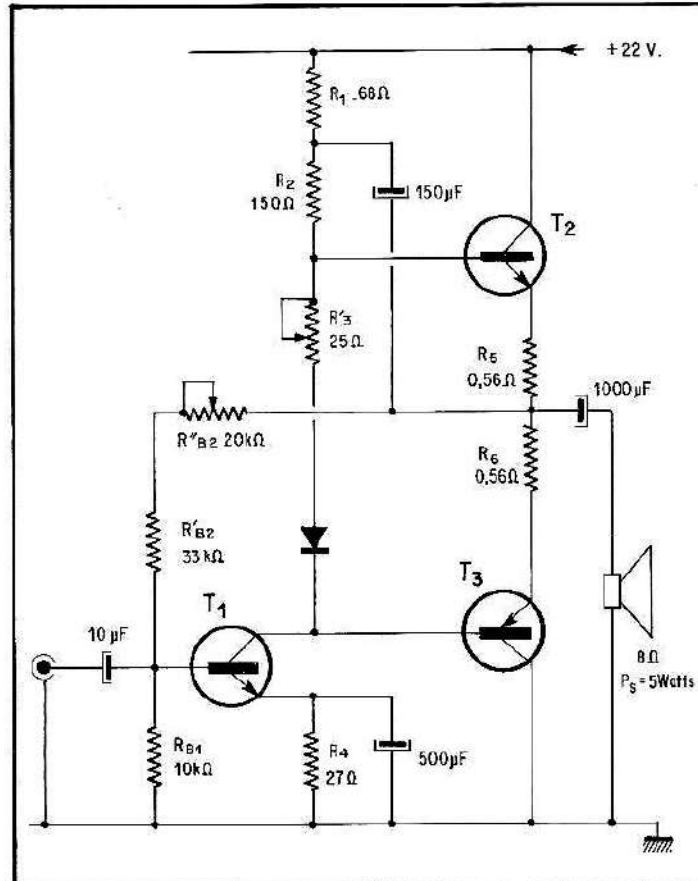 +22 V.
R1 _68Ω
R2
150Ω
150µF
T2
R'3
25Ω
R5
0,56Ω
1000µF
R"B2 20kΩ
R6
0,56Ω
R'B2
33kΩ
T1
T3
10µF
8Ω
PS = 5Watts
RB1
10kΩ
R4
27Ω
500µF